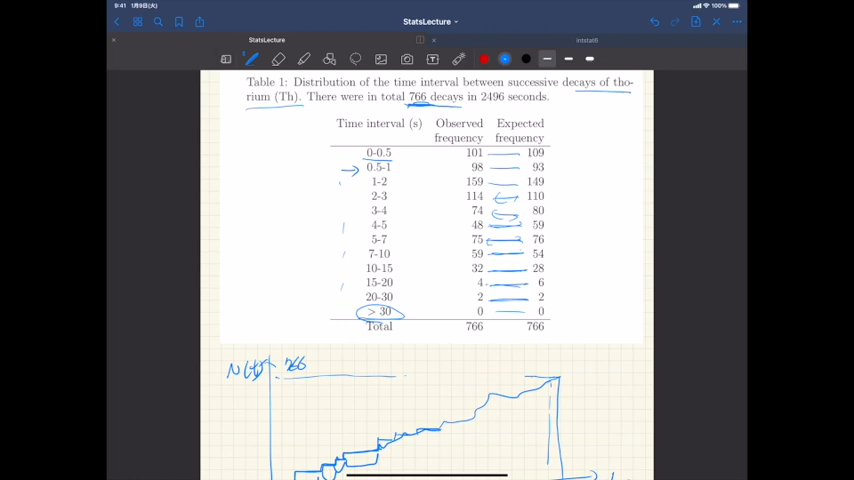 9:41 1月9日(火)
100%
StatsLecture
StatsLecture
intstat6
Table 1: Distribution of the time interval between successive decays of tho-
rium (Th). There were in total 766 decays in 2496 seconds.
Time interval (s) Observed Expected
frequency frequency
0-0.5 101 109
0.5-1 98 93
1-2 159 149
2-3 114 110
3-4 74 80
4-5 48 59
5-7 75 76
7-10 59 54
10-15 32 28
15-20 4 6
20-30 2 2
> 30 0 0
Total 766 766
N(t) 766